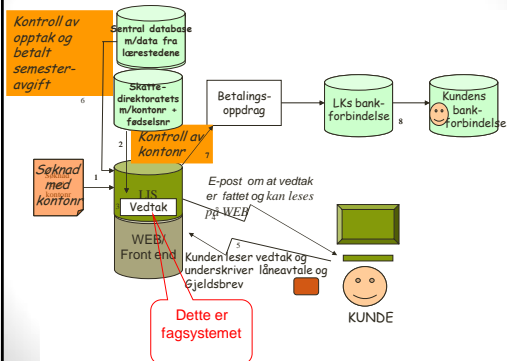 Kontroll av
opptak og
betalt
semester-
avgift
6
Sentral database
m/data fra
lærestedene
Skatte-
direktoratets
m/kontonr +
fødselsnr
2
Kontroll av
kontonr
7
Betalings-
oppdrag
LKs bank-
forbindelse
8
Kundens
bank-
forbindelse
Søknad
med
kontonr
Søknad
kontonr
1
LIS
3
Vedtak
WEB/
Front end
E-post om at vedtak
er fattet og kan leses
på WEB
4
5
Kunden leser vedtak og
underskriver låneavtale og
Gjeldsbrev
KUNDE
Dette er
fagsystemet